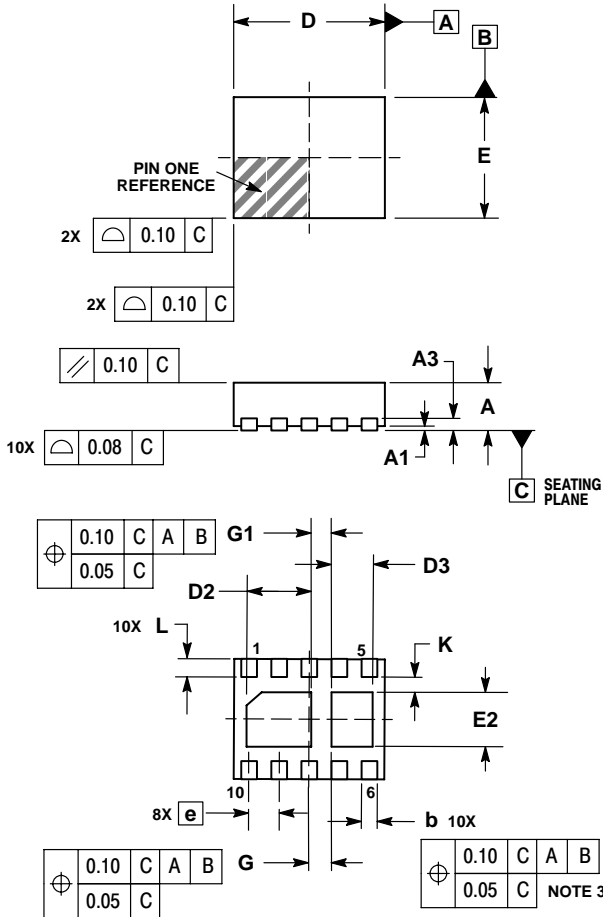 D
A
B
E
PIN ONE
REFERENCE
2X ⌓ 0.10 C
2X ⌓ 0.10 C
// 0.10 C
A3
A
10X ⌓ 0.08 C
A1
C SEATING
PLANE
⌖ 0.10 C A B
0.05 C
G1
D3
D2
10X L
1
5
K
E2
10
6
8X e
b 10X
G
⌖ 0.10 C A B
0.05 C
⌖ 0.10 C A B
0.05 C NOTE 3